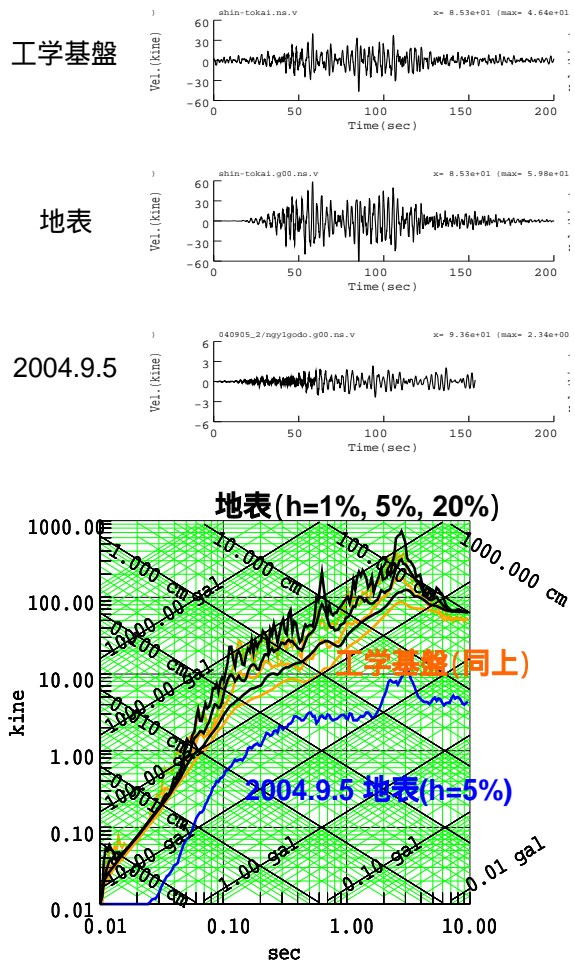 ) shin-tokai.ns.v x= 8.53e+01 (max= 4.64e+01
工学基盤
Vel.(kine)
60
30
0
-30
-60
0 50 100 150 200
Time(sec)
) shin-tokai.g00.ns.v x= 8.53e+01 (max= 5.98e+01
地表
Vel.(kine)
60
30
0
-30
-60
0 50 100 150 200
Time(sec)
) 040905_2/ngy1godo.g00.ns.v x= 9.36e+01 (max= 2.34e+00
2004.9.5
Vel.(kine)
6
3
0
-3
-6
0 50 100 150 200
Time(sec)
地表(h=1%, 5%, 20%)
1000.00
100.00
10.00
1.00
0.10
0.01
kine
1.000 cm
10.000 cm
1000.000 cm
10000.00 gal
1000.00 gal
工学基盤(同上)
2004.9.5 地表(h=5%)
10.00 gal
1.00 gal
0.10 gal
0.01 gal
0.01 0.10 1.00 10.00
sec